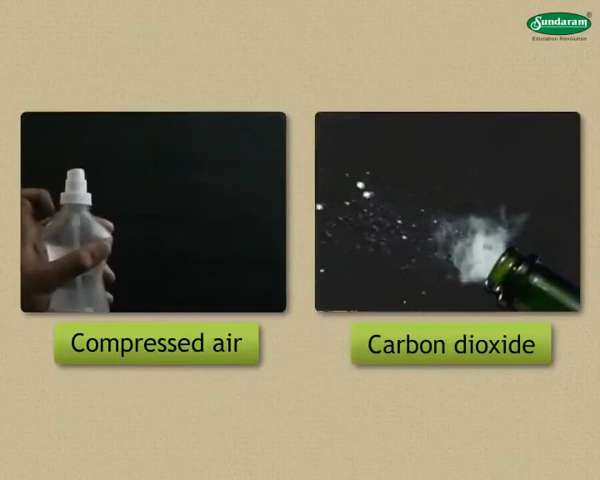 Sundaram®
Education Revolution
Compressed air
Carbon dioxide